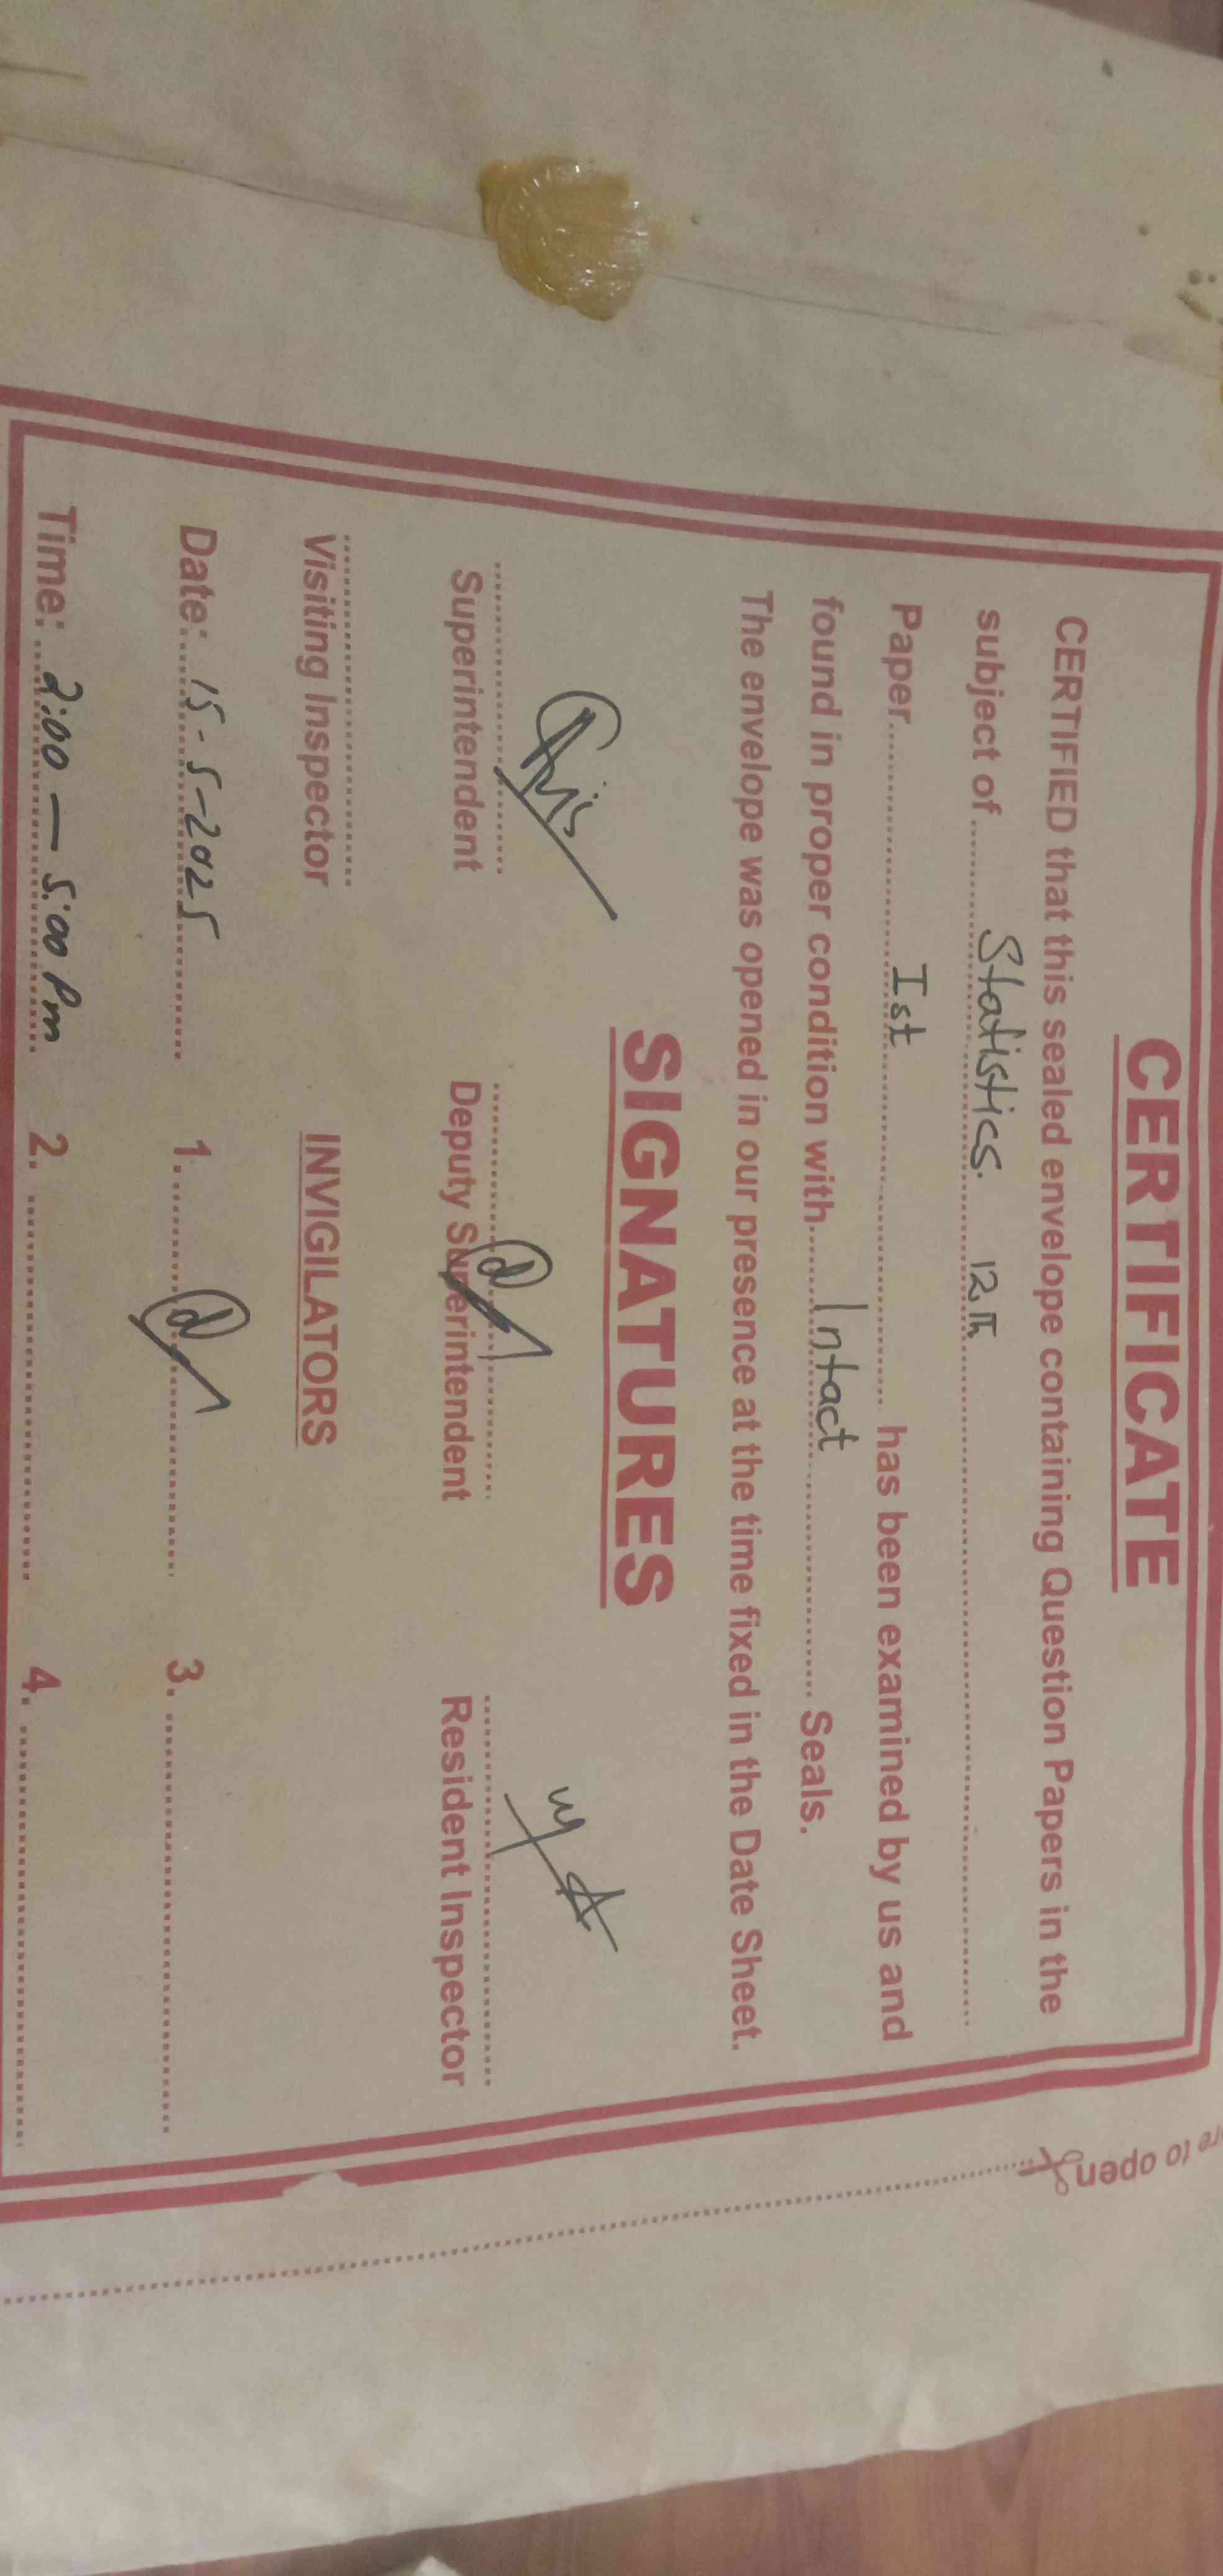 CERTIFICATE
CERTIFIED that this sealed envelope containing Question Papers in the
subject of Statistics. 12th
Paper Ist has been examined by us and
found in proper condition with Intact Seals.
The envelope was opened in our presence at the time fixed in the Date Sheet.
SIGNATURES
Superintendent Deputy Superintendent Resident Inspector
Visiting Inspector INVIGILATORS
Date: 15-5-2025 1. 3.
Time: 2:00 — 5:00 Pm 2. 4.
to open